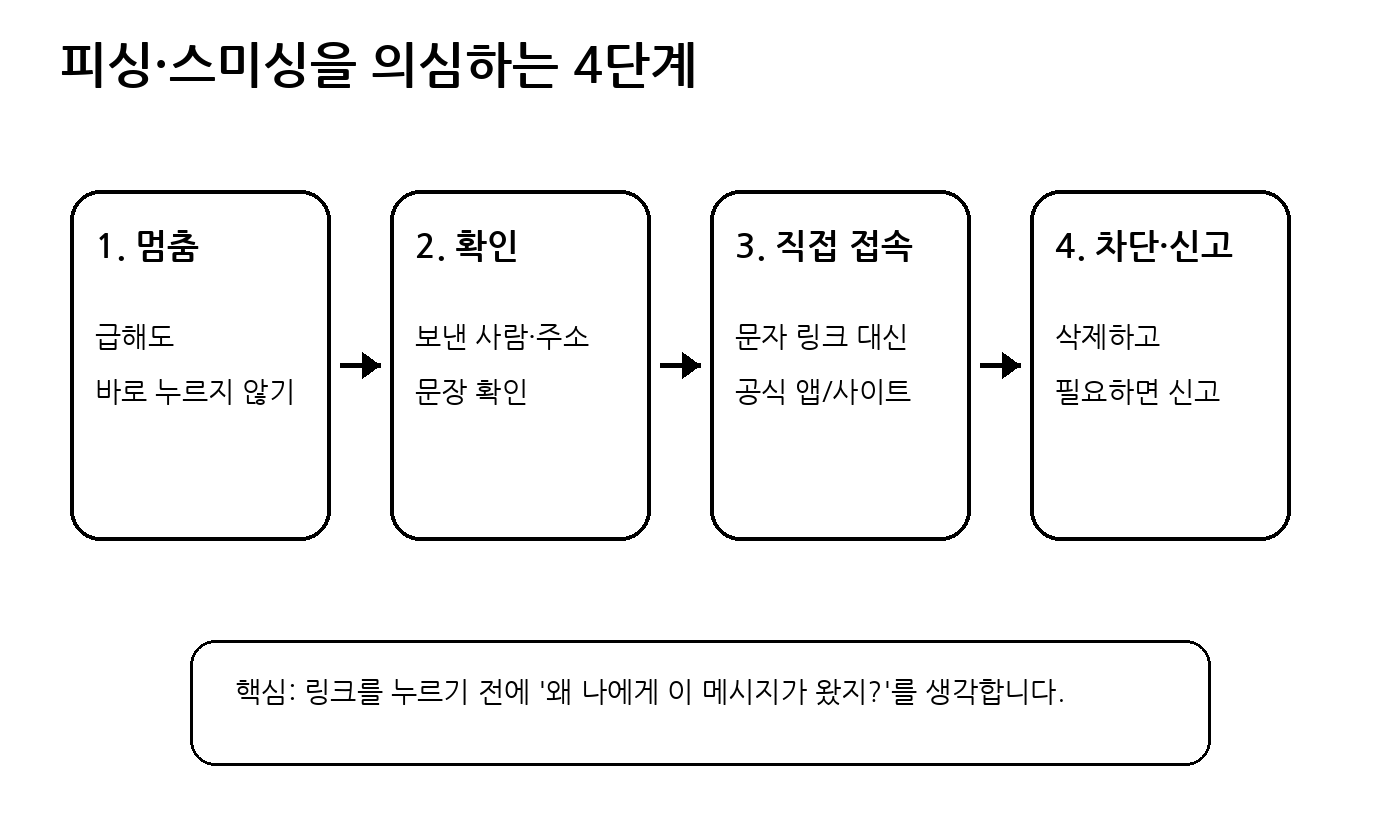 피싱·스미싱을 의심하는 4단계
1. 멈춤
급해도
바로 누르지 않기
2. 확인
보낸 사람·주소
문장 확인
3. 직접 접속
문자 링크 대신
공식 앱/사이트
4. 차단·신고
삭제하고
필요하면 신고
핵심: 링크를 누르기 전에 '왜 나에게 이 메시지가 왔지?'를 생각합니다.